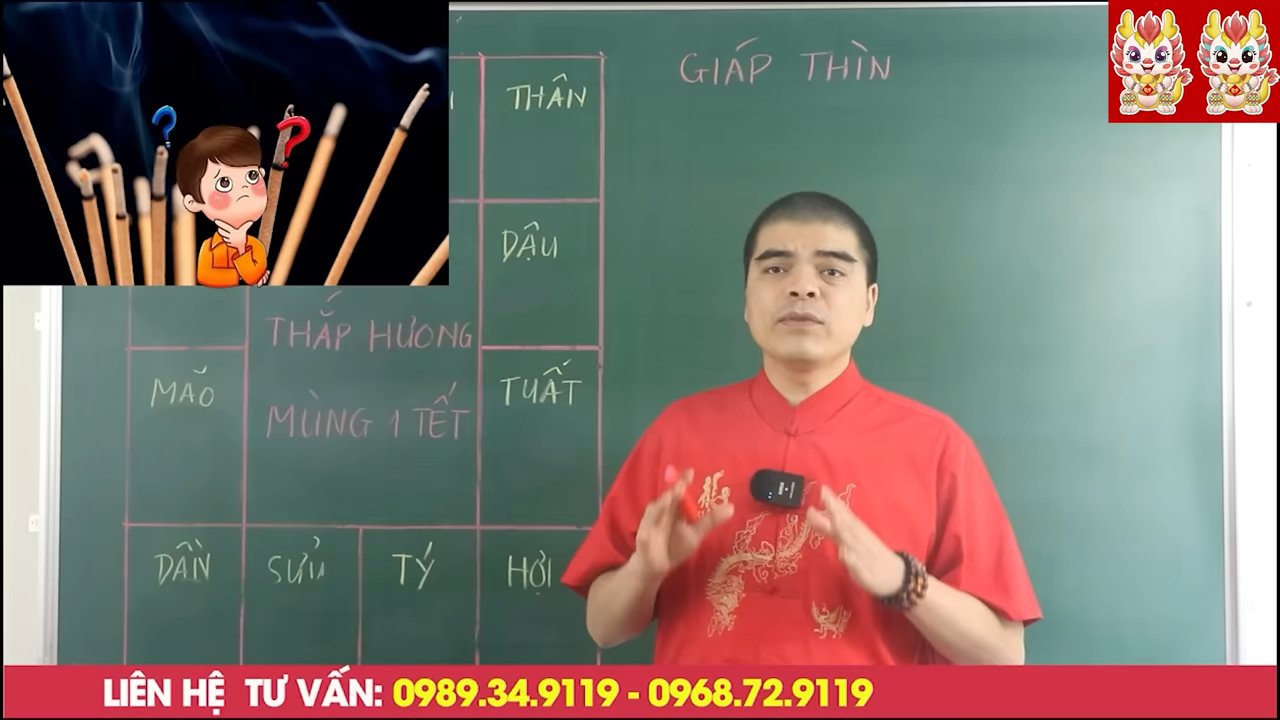 GIÁP THÌN
THÂN
DẬU
THẮP HƯƠNG
MÙNG 1 TẾT
MÃO
TUẤT
DẦN
SỬU
TÝ
HỢI
LIÊN HỆ TƯ VẤN: 0989.34.9119 - 0968.72.9119